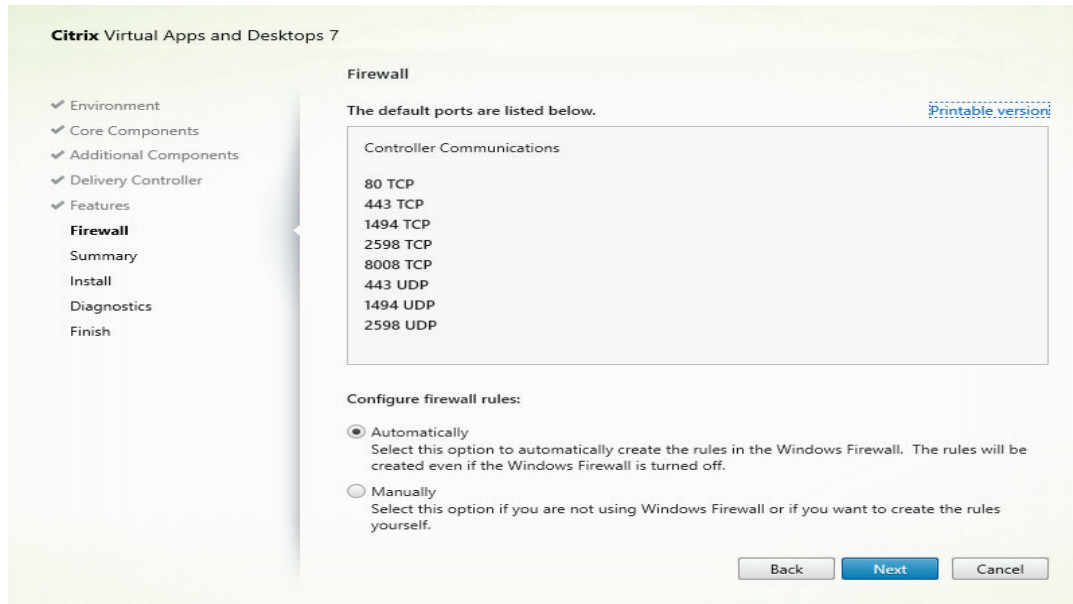 Citrix Virtual Apps and Desktops 7
Environment
Core Components
Additional Components
Delivery Controller
Features
Firewall
Summary
Install
Diagnostics
Finish
Firewall
The default ports are listed below.
Printable version
Controller Communications
80 TCP
443 TCP
1494 TCP
2598 TCP
8008 TCP
443 UDP
1494 UDP
2598 UDP
Configure firewall rules:
Automatically
Select this option to automatically create the rules in the Windows Firewall. The rules will be
created even if the Windows Firewall is turned off.
Manually
Select this option if you are not using Windows Firewall or if you want to create the rules
yourself.
Back
Next
Cancel